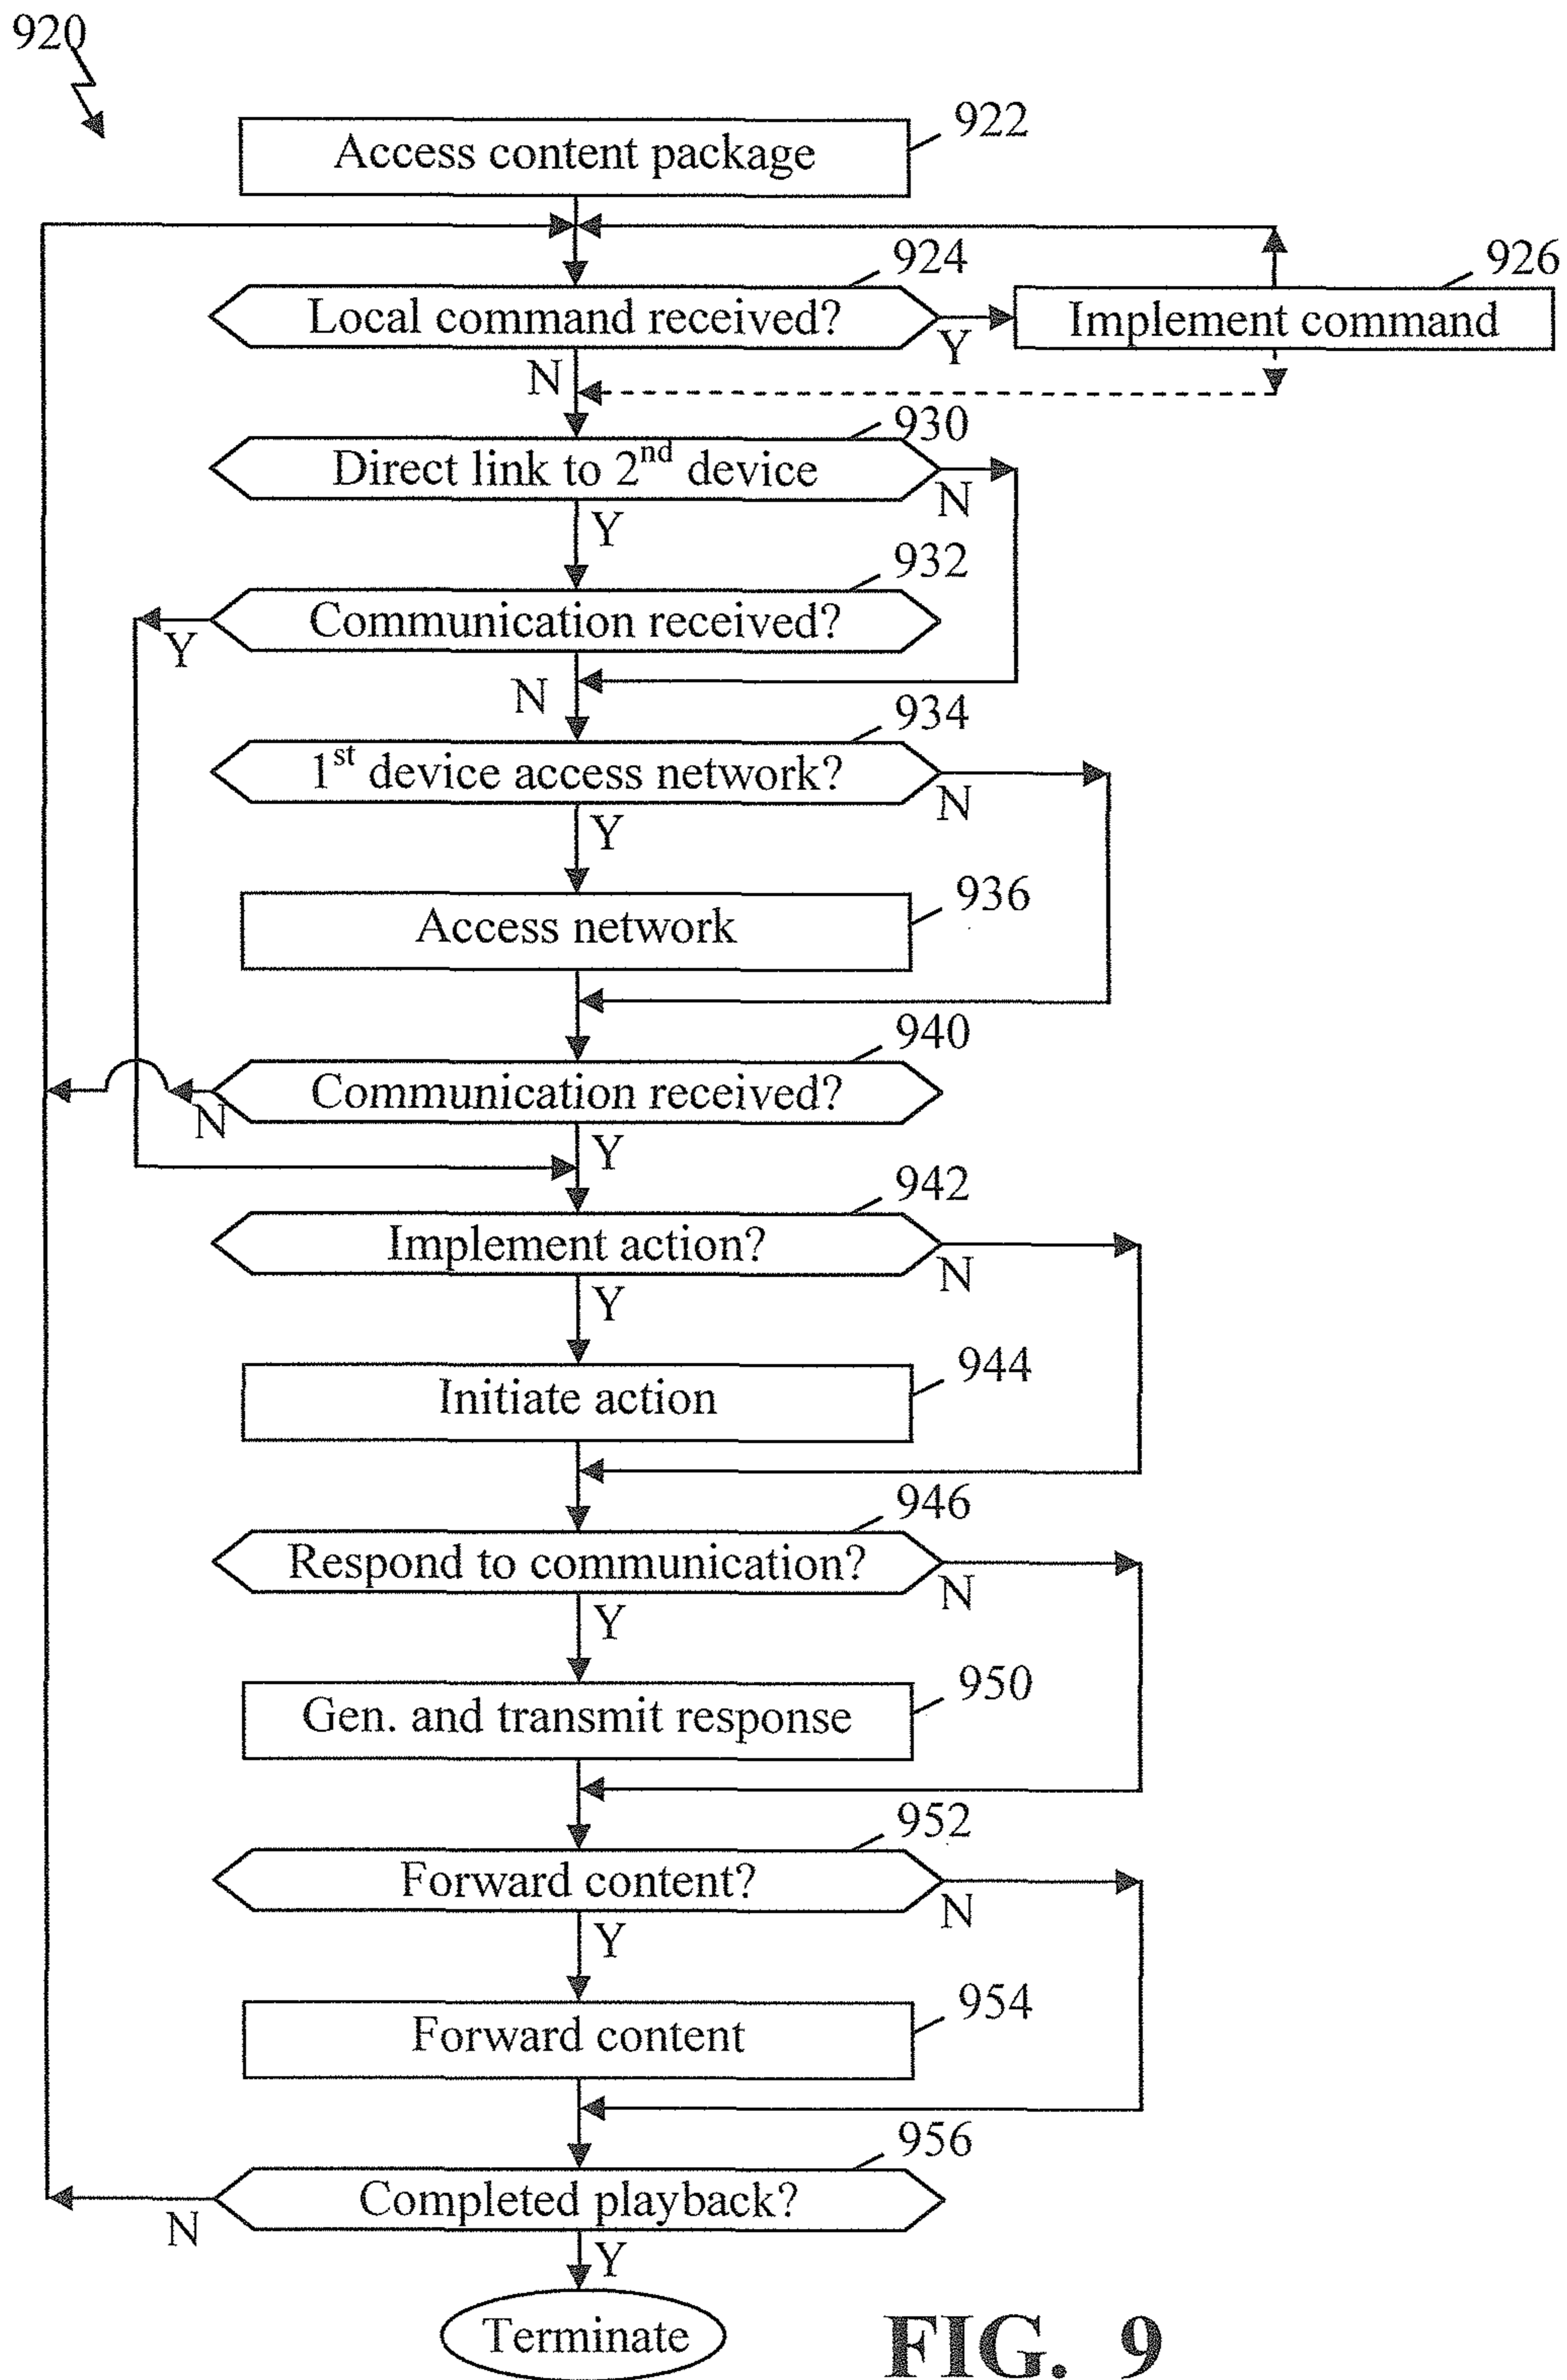 920
922
Access content package
924
926
Local command received?
Y
Implement command
N
930
Direct link to 2nd device
N
Y
932
Communication received?
Y
N
934
1st device access network?
N
Y
936
Access network
940
Communication received?
N
Y
942
Implement action?
N
Y
944
Initiate action
946
Respond to communication?
N
Y
950
Gen. and transmit response
952
Forward content?
N
Y
954
Forward content
956
Completed playback?
N
Y
Terminate
FIG. 9